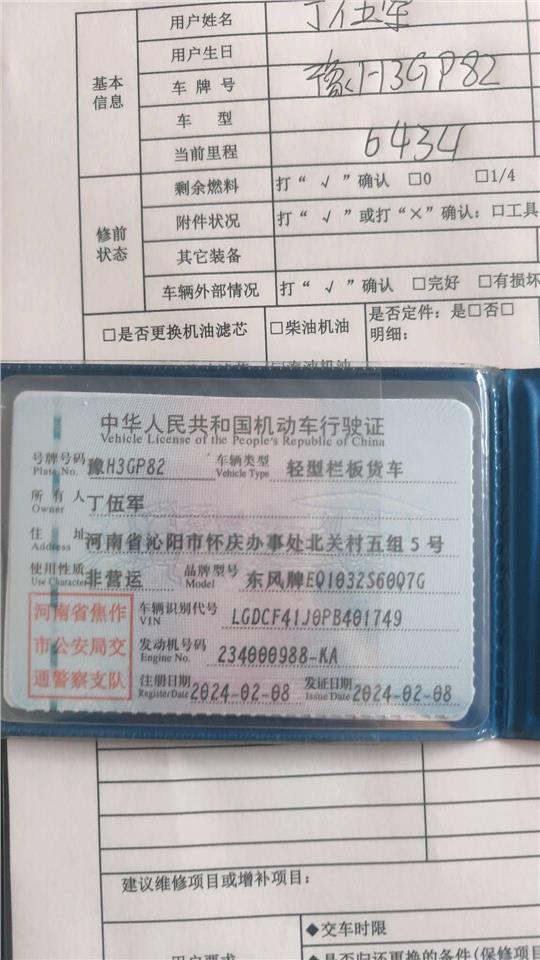 基本信息
用户姓名 丁伍军
用户生日
车牌号 豫H3GP82
车型
当前里程 6434
修前状态
剩余燃料 打“√”确认 □0 □1/4
附件状况 打“√”或打“×”确认:□工具
其它装备
车辆外部情况 打“√”确认 □完好 □有损坏
□是否更换机油滤芯 □柴油机油 是否定件:是□否□
明细:
中华人民共和国机动车行驶证
Vehicle License of the People's Republic of China
号牌号码 豫H3GP82 车辆类型 轻型栏板货车
Plate No. Vehicle Type
所有人 丁伍军
Owner
住址 河南省沁阳市怀庆办事处北关村五组5号
Address
使用性质 非营运 品牌型号 东风牌EQ1032S60Q7G
Use Character Model
河南省焦作
市公安局交
通警察支队
车辆识别代号 LGDCF41J0PB401749
VIN
发动机号码 234000988-KA
Engine No.
注册日期 2024-02-08 发证日期 2024-02-08
Register Date Issue Date
建议维修项目或增补项目:
◆交车时限
用户要求
◆是否归还更换的条件(保修项目